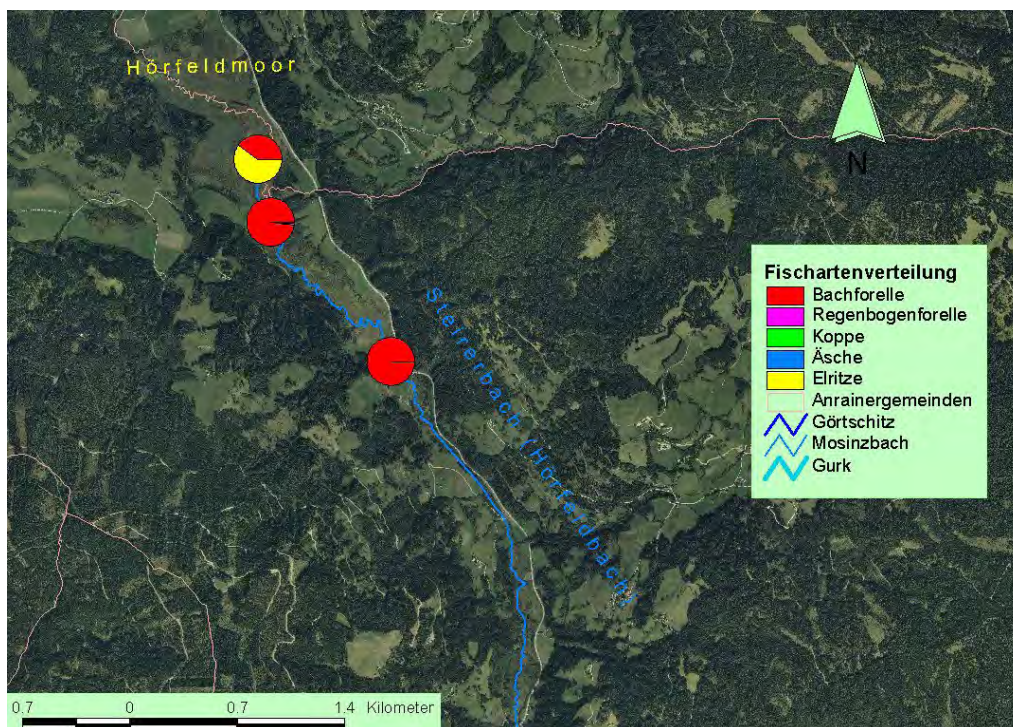 Hörfeldmoor
N
Steirerbach (Hörfeldbach)
Fischartenverteilung
Bachforelle
Regenbogenforelle
Koppe
Äsche
Elritze
Anrainergemeinden
Görtschitz
Mosinzbach
Gurk
0.7 0 0.7 1.4 Kilometer